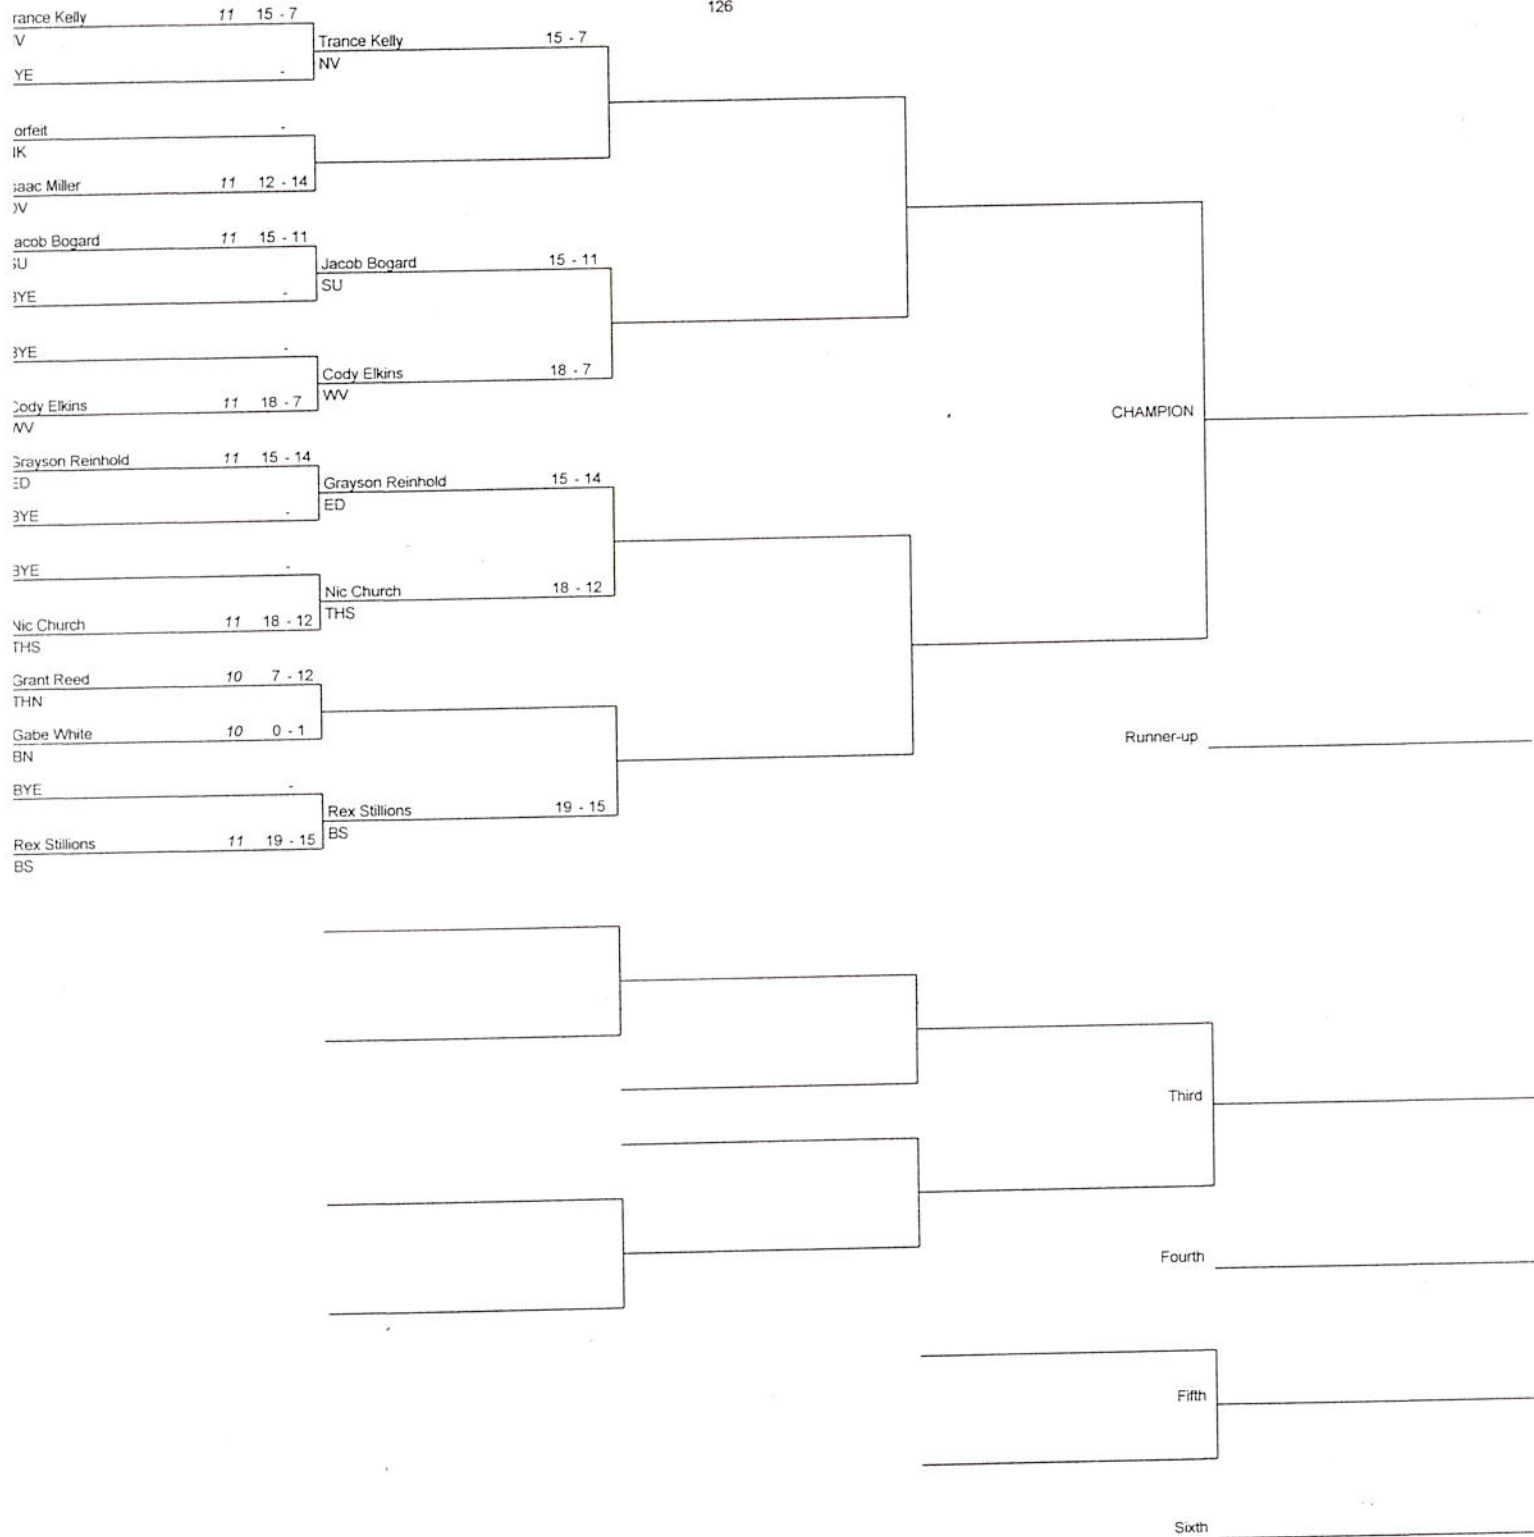 126
rance Kelly 11 15 - 7
V
YE -
Trance Kelly 15 - 7
NV
orfeit -
IK
saac Miller 11 12 - 14
OV
acob Bogard 11 15 - 11
SU
BYE -
Jacob Bogard 15 - 11
SU
BYE -
Cody Elkins 11 18 - 7
WV
Cody Elkins 18 - 7
WV
Grayson Reinhold 11 15 - 14
ED
BYE -
Grayson Reinhold 15 - 14
ED
BYE -
Nic Church 11 18 - 12
THS
Nic Church 18 - 12
THS
Grant Reed 10 7 - 12
THN
Gabe White 10 0 - 1
BN
BYE -
Rex Stillions 11 19 - 15
BS
Rex Stillions 19 - 15
BS
CHAMPION
Runner-up
Third
Fourth
Fifth
Sixth